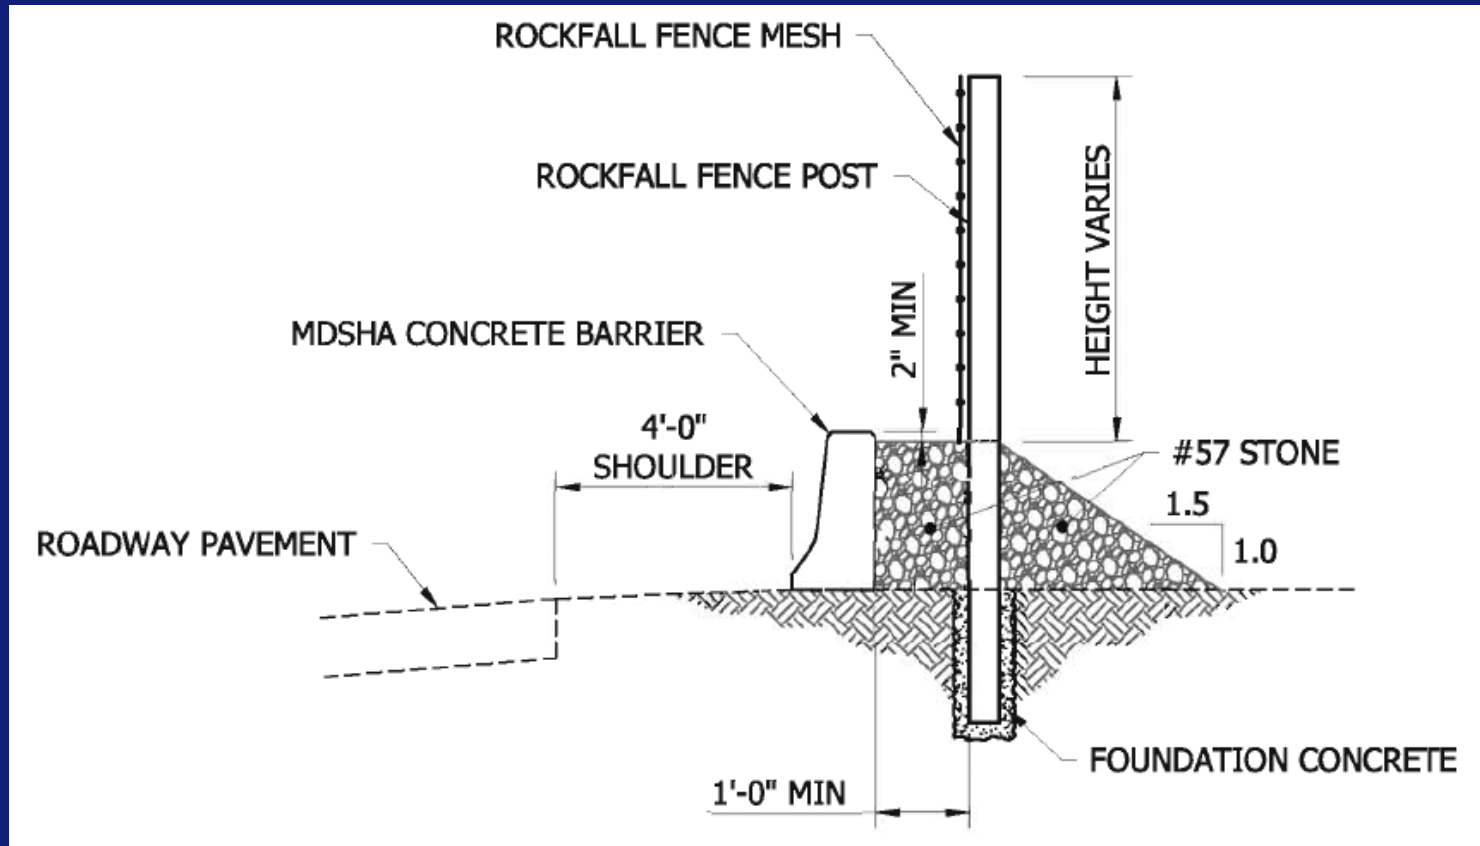 ROCKFALL FENCE MESH
ROCKFALL FENCE POST
HEIGHT VARIES
2" MIN
MDSHA CONCRETE BARRIER
4'-0"
SHOULDER
#57 STONE
1.5
1.0
ROADWAY PAVEMENT
FOUNDATION CONCRETE
1'-0" MIN